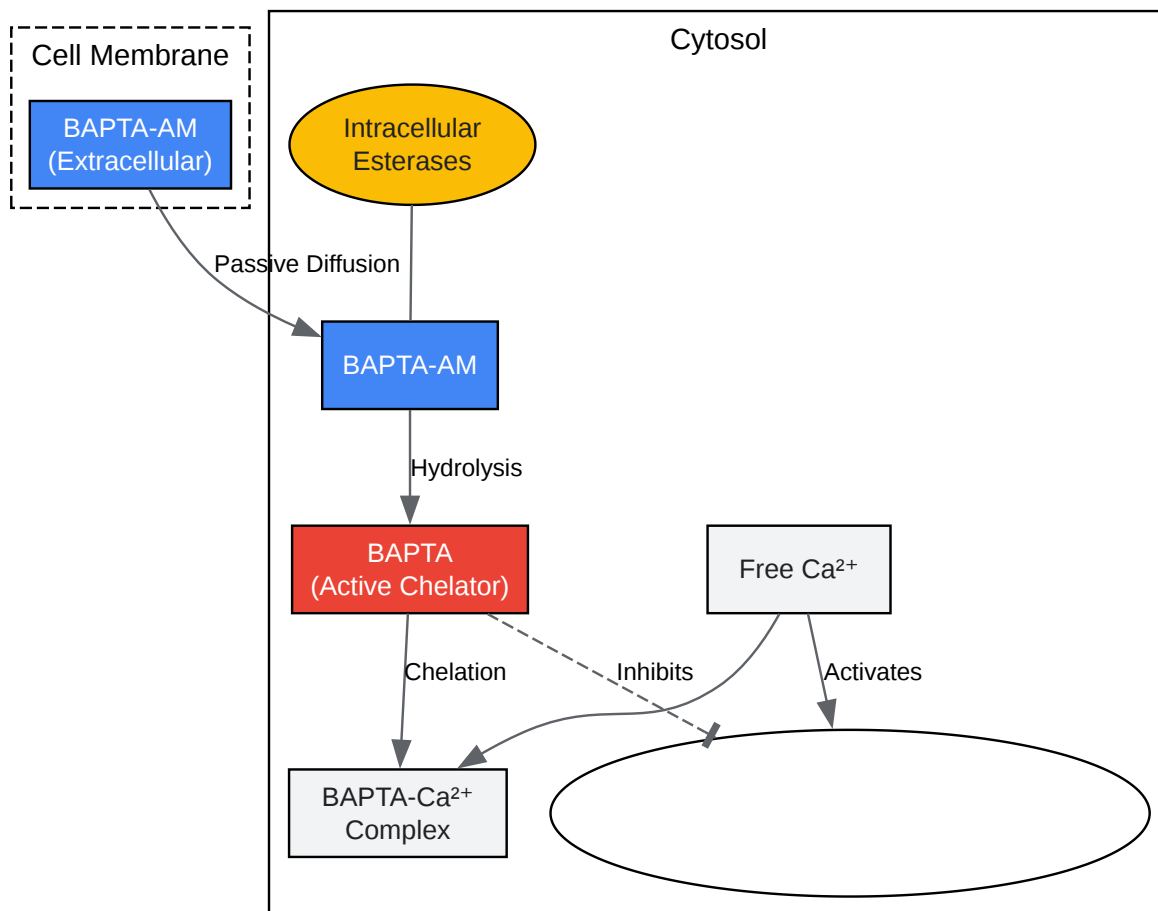 Cell Membrane
BAPTA-AM
(Extracellular)
Cytosol
Intracellular
Esterases
Passive Diffusion
BAPTA-AM
Hydrolysis
BAPTA
(Active Chelator)
Free Ca²⁺
Chelation
Inhibits
Activates
BAPTA-Ca²⁺
Complex